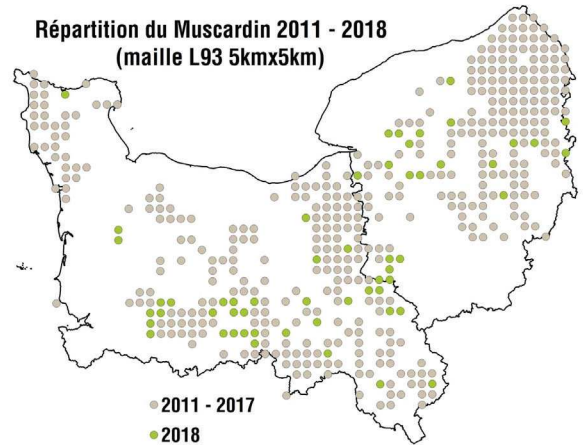 Répartition du Muscardin 2011 - 2018
(maille L93 5kmx5km)
2011 - 2017
2018